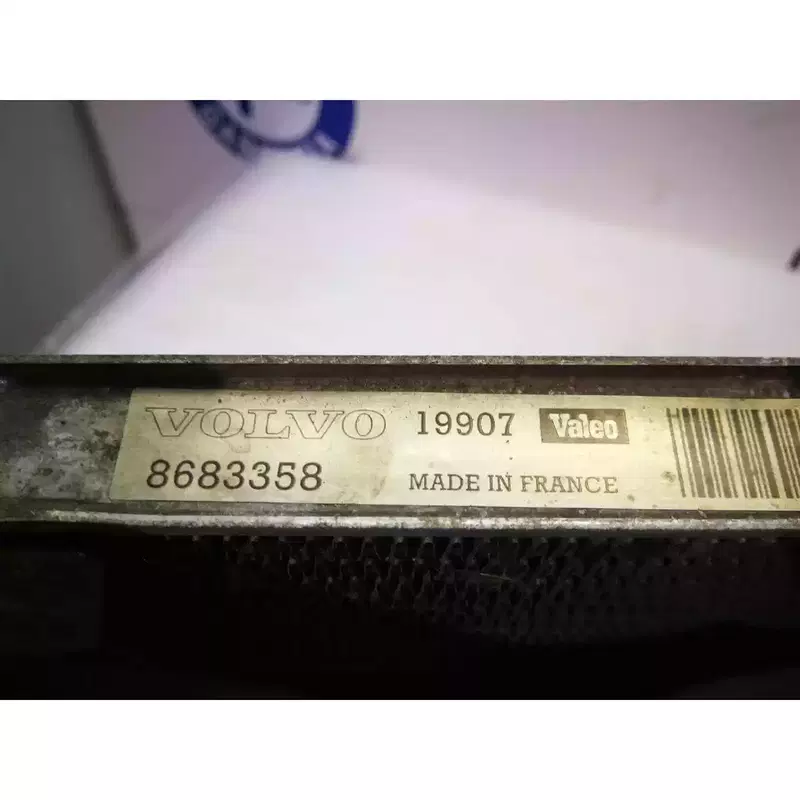 VOLVO 19907 Valeo
8683358 MADE IN FRANCE